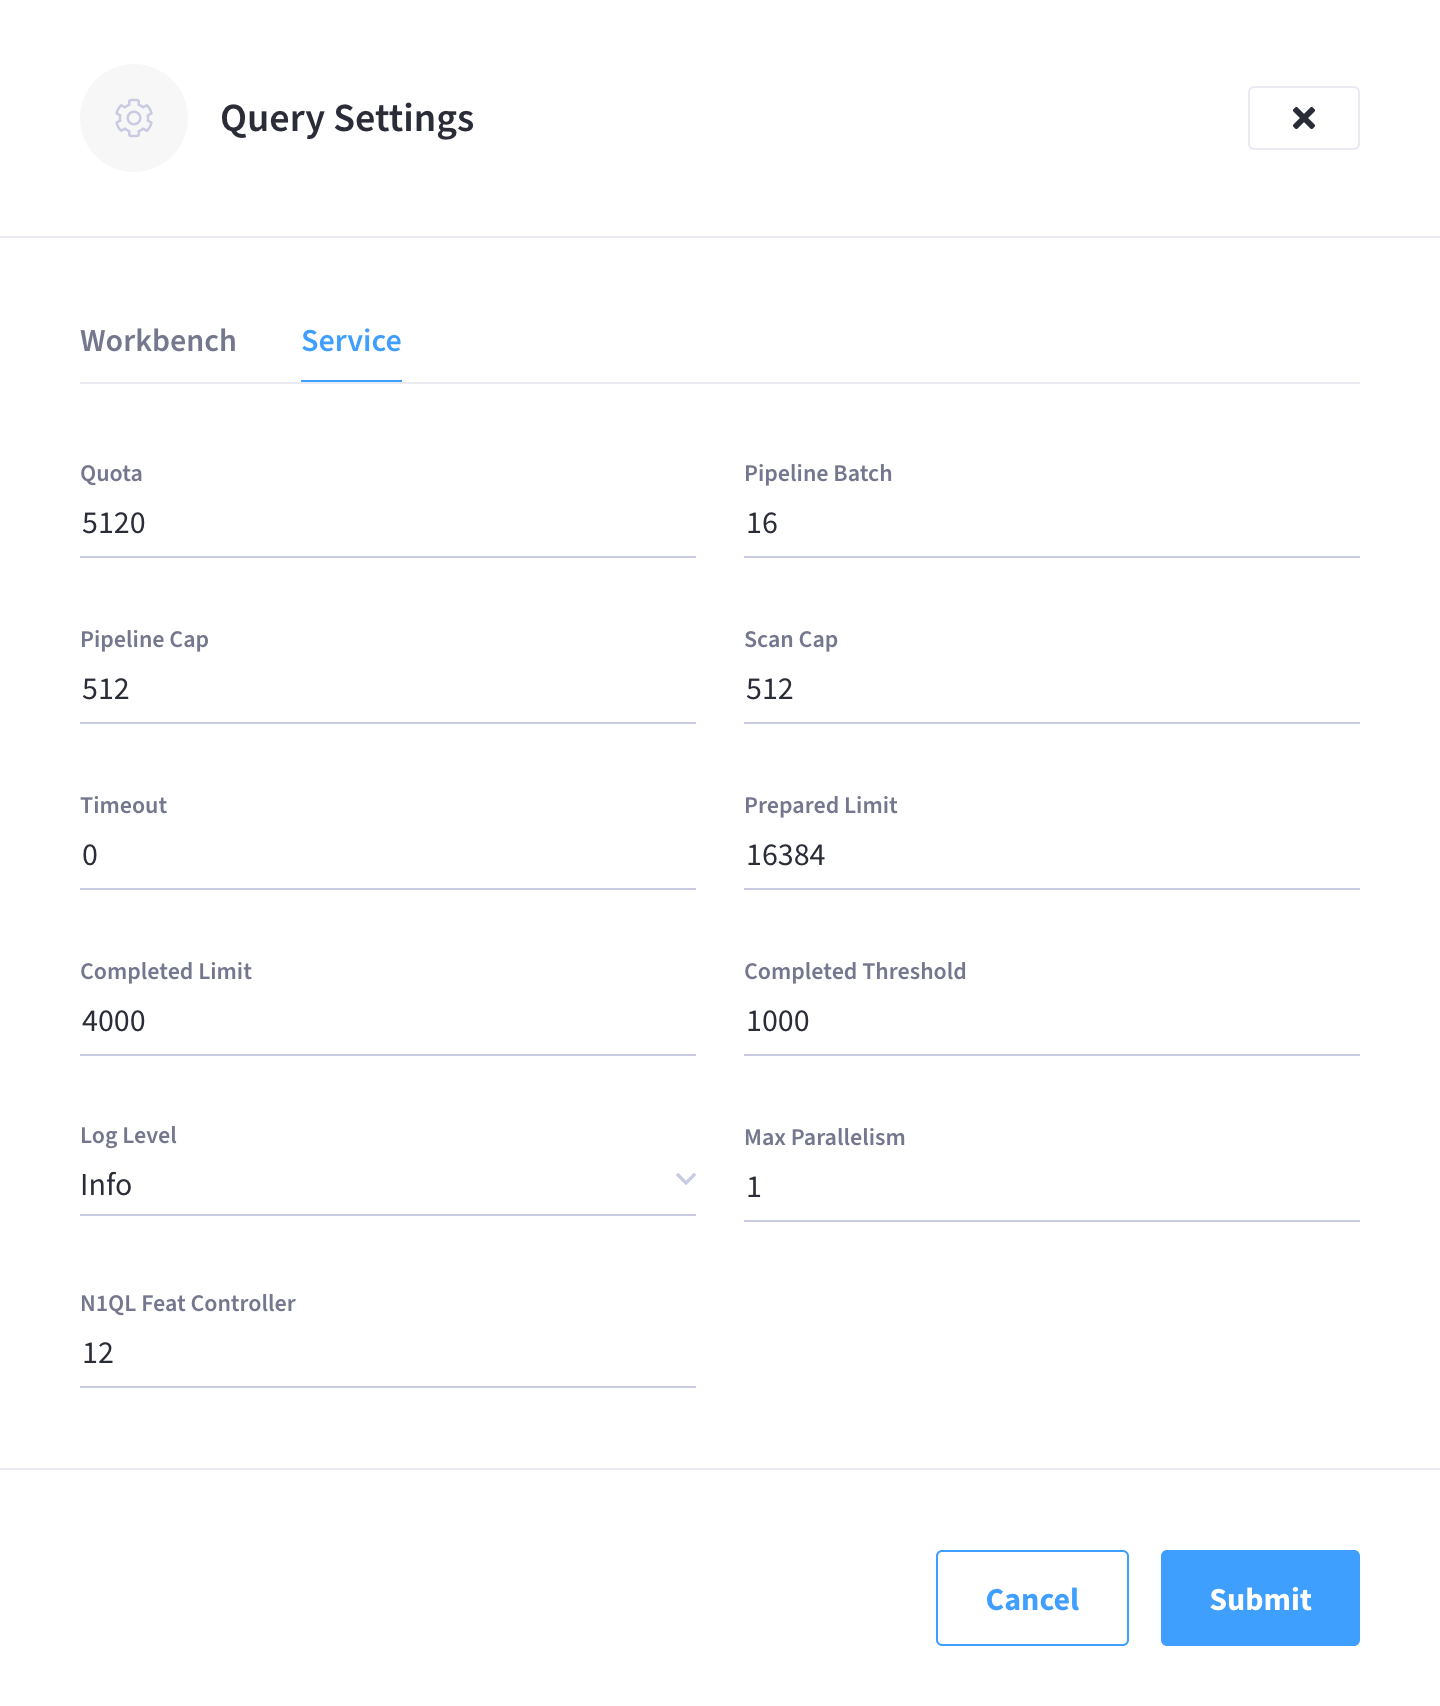 Query Settings
Workbench Service
Quota
5120
Pipeline Batch
16
Pipeline Cap
512
Scan Cap
512
Timeout
0
Prepared Limit
16384
Completed Limit
4000
Completed Threshold
1000
Log Level
Info
Max Parallelism
1
N1QL Feat Controller
12
Cancel Submit